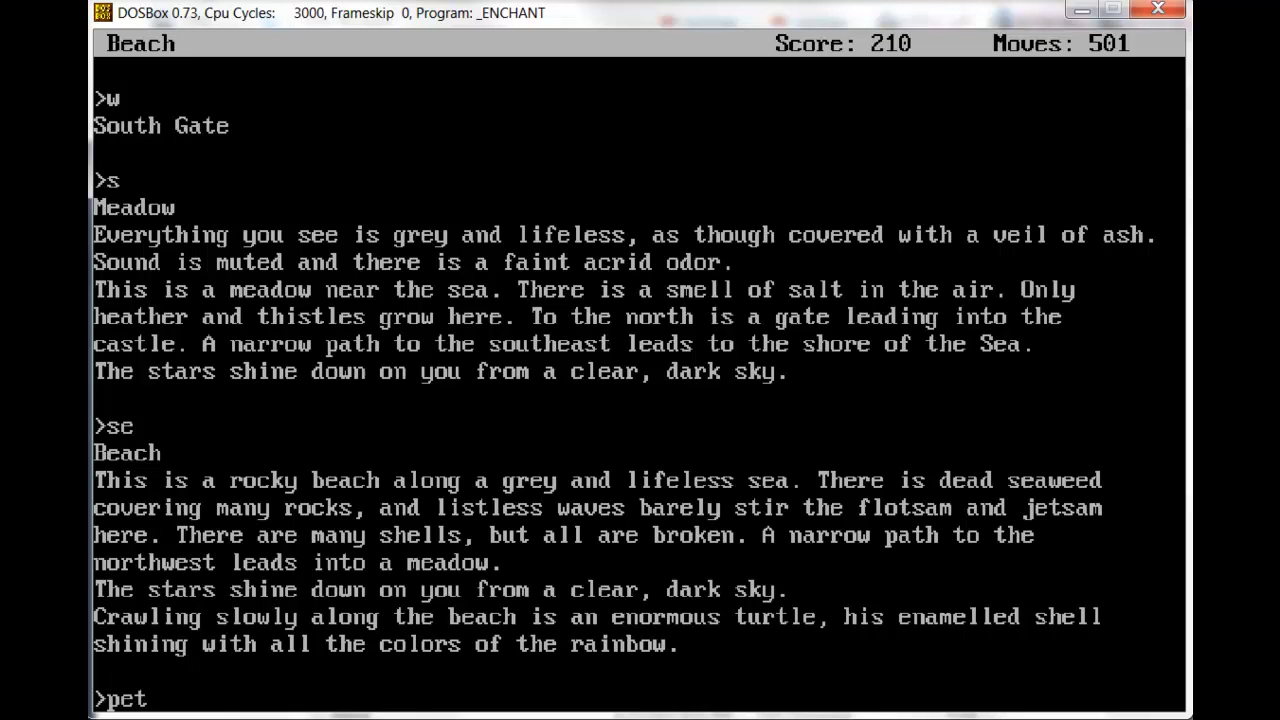 DOSBox 0.73, Cpu Cycles: 3000, Frameskip 0, Program: _ENCHANT
Beach Score: 210 Moves: 501
>w
South Gate
>s
Meadow
Everything you see is grey and lifeless, as though covered with a veil of ash.
Sound is muted and there is a faint acrid odor.
This is a meadow near the sea. There is a smell of salt in the air. Only
heather and thistles grow here. To the north is a gate leading into the
castle. A narrow path to the southeast leads to the shore of the Sea.
The stars shine down on you from a clear, dark sky.
>se
Beach
This is a rocky beach along a grey and lifeless sea. There is dead seaweed
covering many rocks, and listless waves barely stir the flotsam and jetsam
here. There are many shells, but all are broken. A narrow path to the
northwest leads into a meadow.
The stars shine down on you from a clear, dark sky.
Crawling slowly along the beach is an enormous turtle, his enamelled shell
shining with all the colors of the rainbow.
>pet